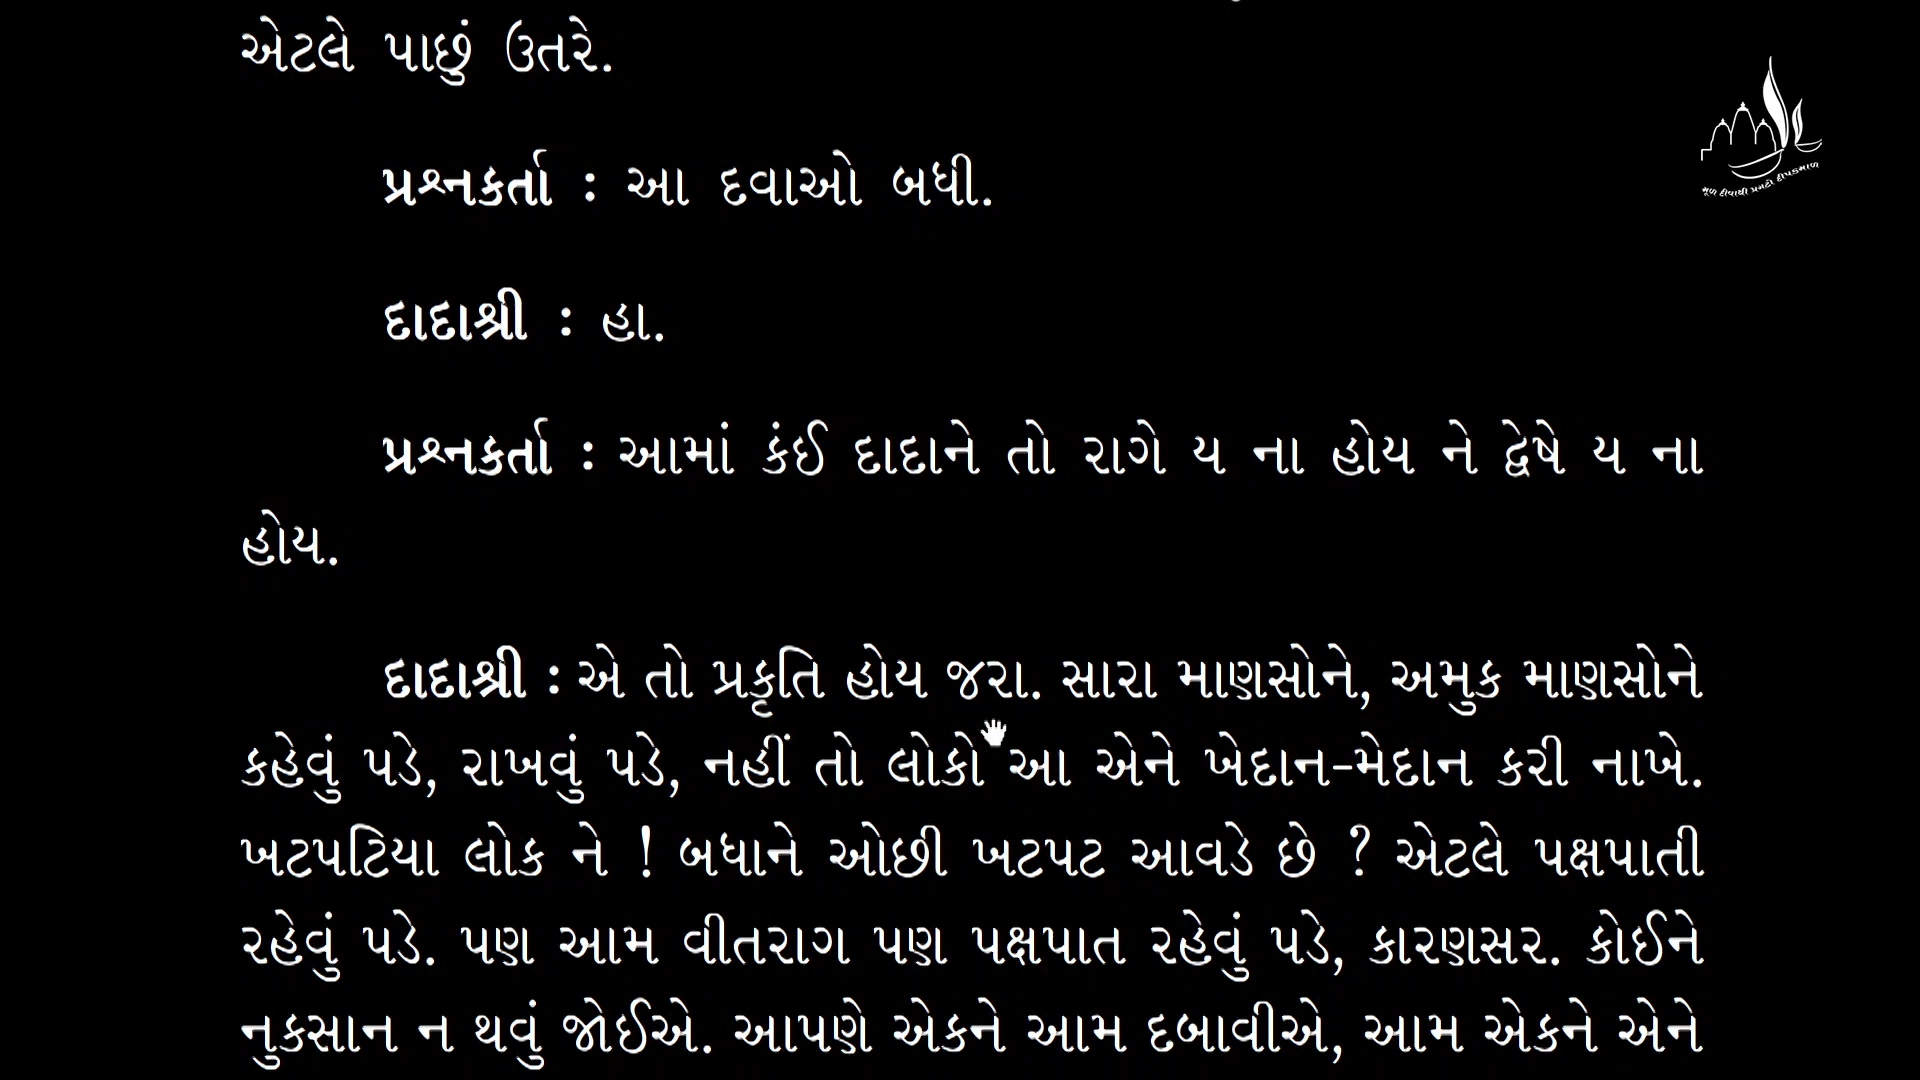 એટલે પાછું ઉતરે.
પ્રશ્નકર્તા : આ દવાઓ બધી.
દાદાશ્રી : હા.
પ્રશ્નકર્તા : આમાં કંઈ દાદાને તો રાગે ય ના હોય ને દ્વેષે ય ના
હોય.
દાદાશ્રી : એ તો પ્રકૃતિ હોય જરા. સારા માણસોને, અમુક માણસોને
કહેવું પડે, રાખવું પડે, નહીં તો લોકો આ એને ખેદાન-મેદાન કરી નાખે.
ખટપટિયા લોક ને ! બધાને ઓછી ખટપટ આવડે છે ? એટલે પક્ષપાતી
રહેવું પડે. પણ આમ વીતરાગ પણ પક્ષપાત રહેવું પડે, કારણસર. કોઈને
નુકસાન ન થવું જોઈએ. આપણે એકને આમ દબાવીએ, આમ એકને એને
મૂળ દીવાથી પ્રગટી દીપકમાળ